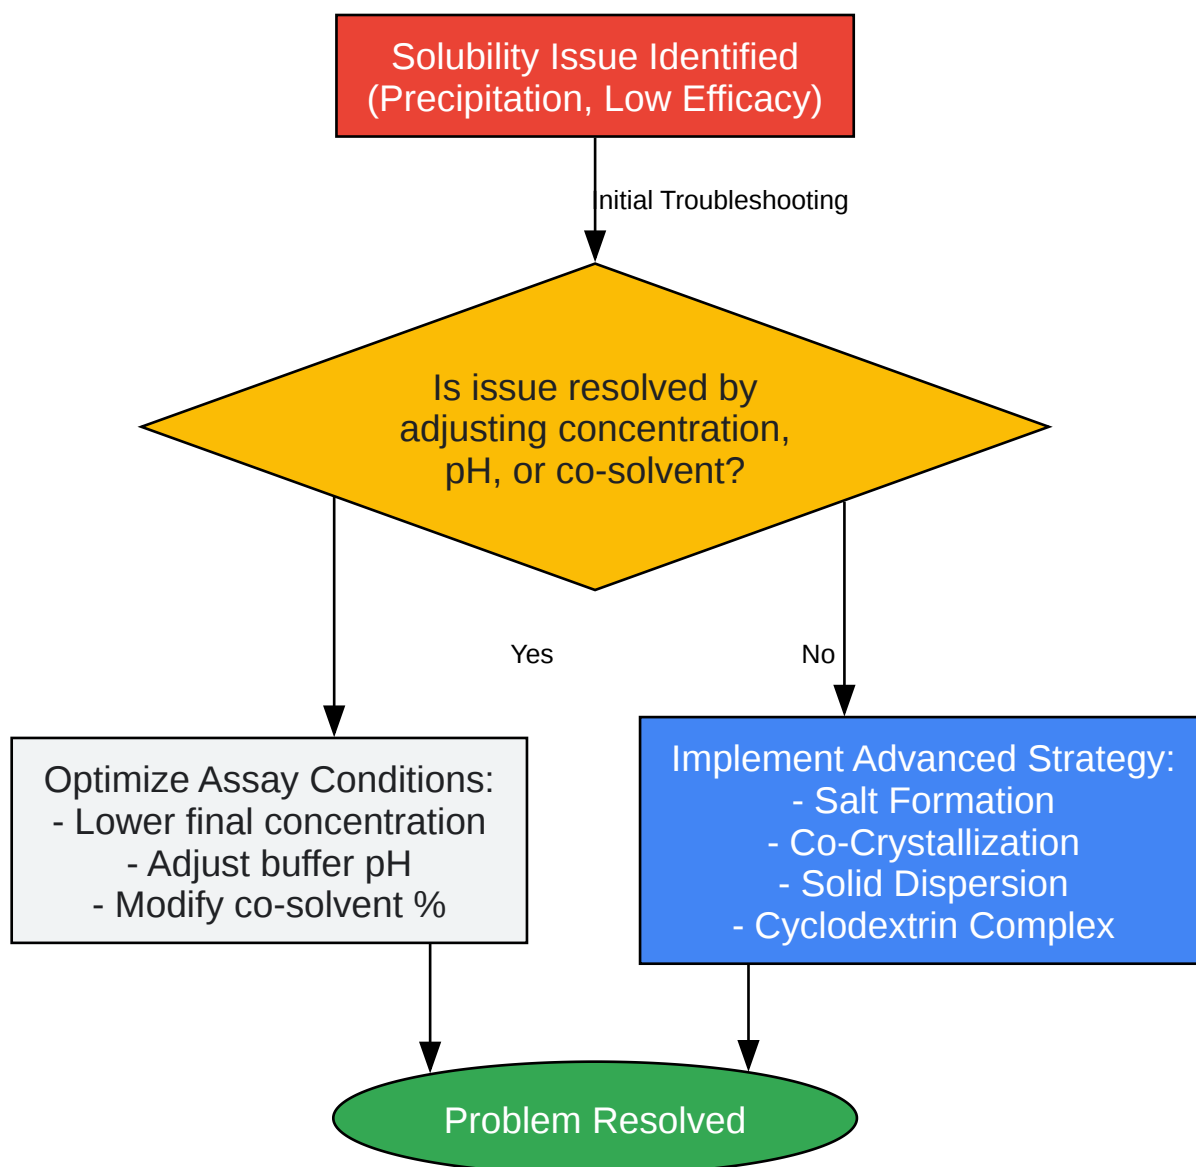 Solubility Issue Identified
(Precipitation, Low Efficacy)
Initial Troubleshooting
Is issue resolved by
adjusting concentration,
pH, or co-solvent?
Yes
No
Optimize Assay Conditions:
- Lower final concentration
- Adjust buffer pH
- Modify co-solvent %
Implement Advanced Strategy:
- Salt Formation
- Co-Crystallization
- Solid Dispersion
- Cyclodextrin Complex
Problem Resolved